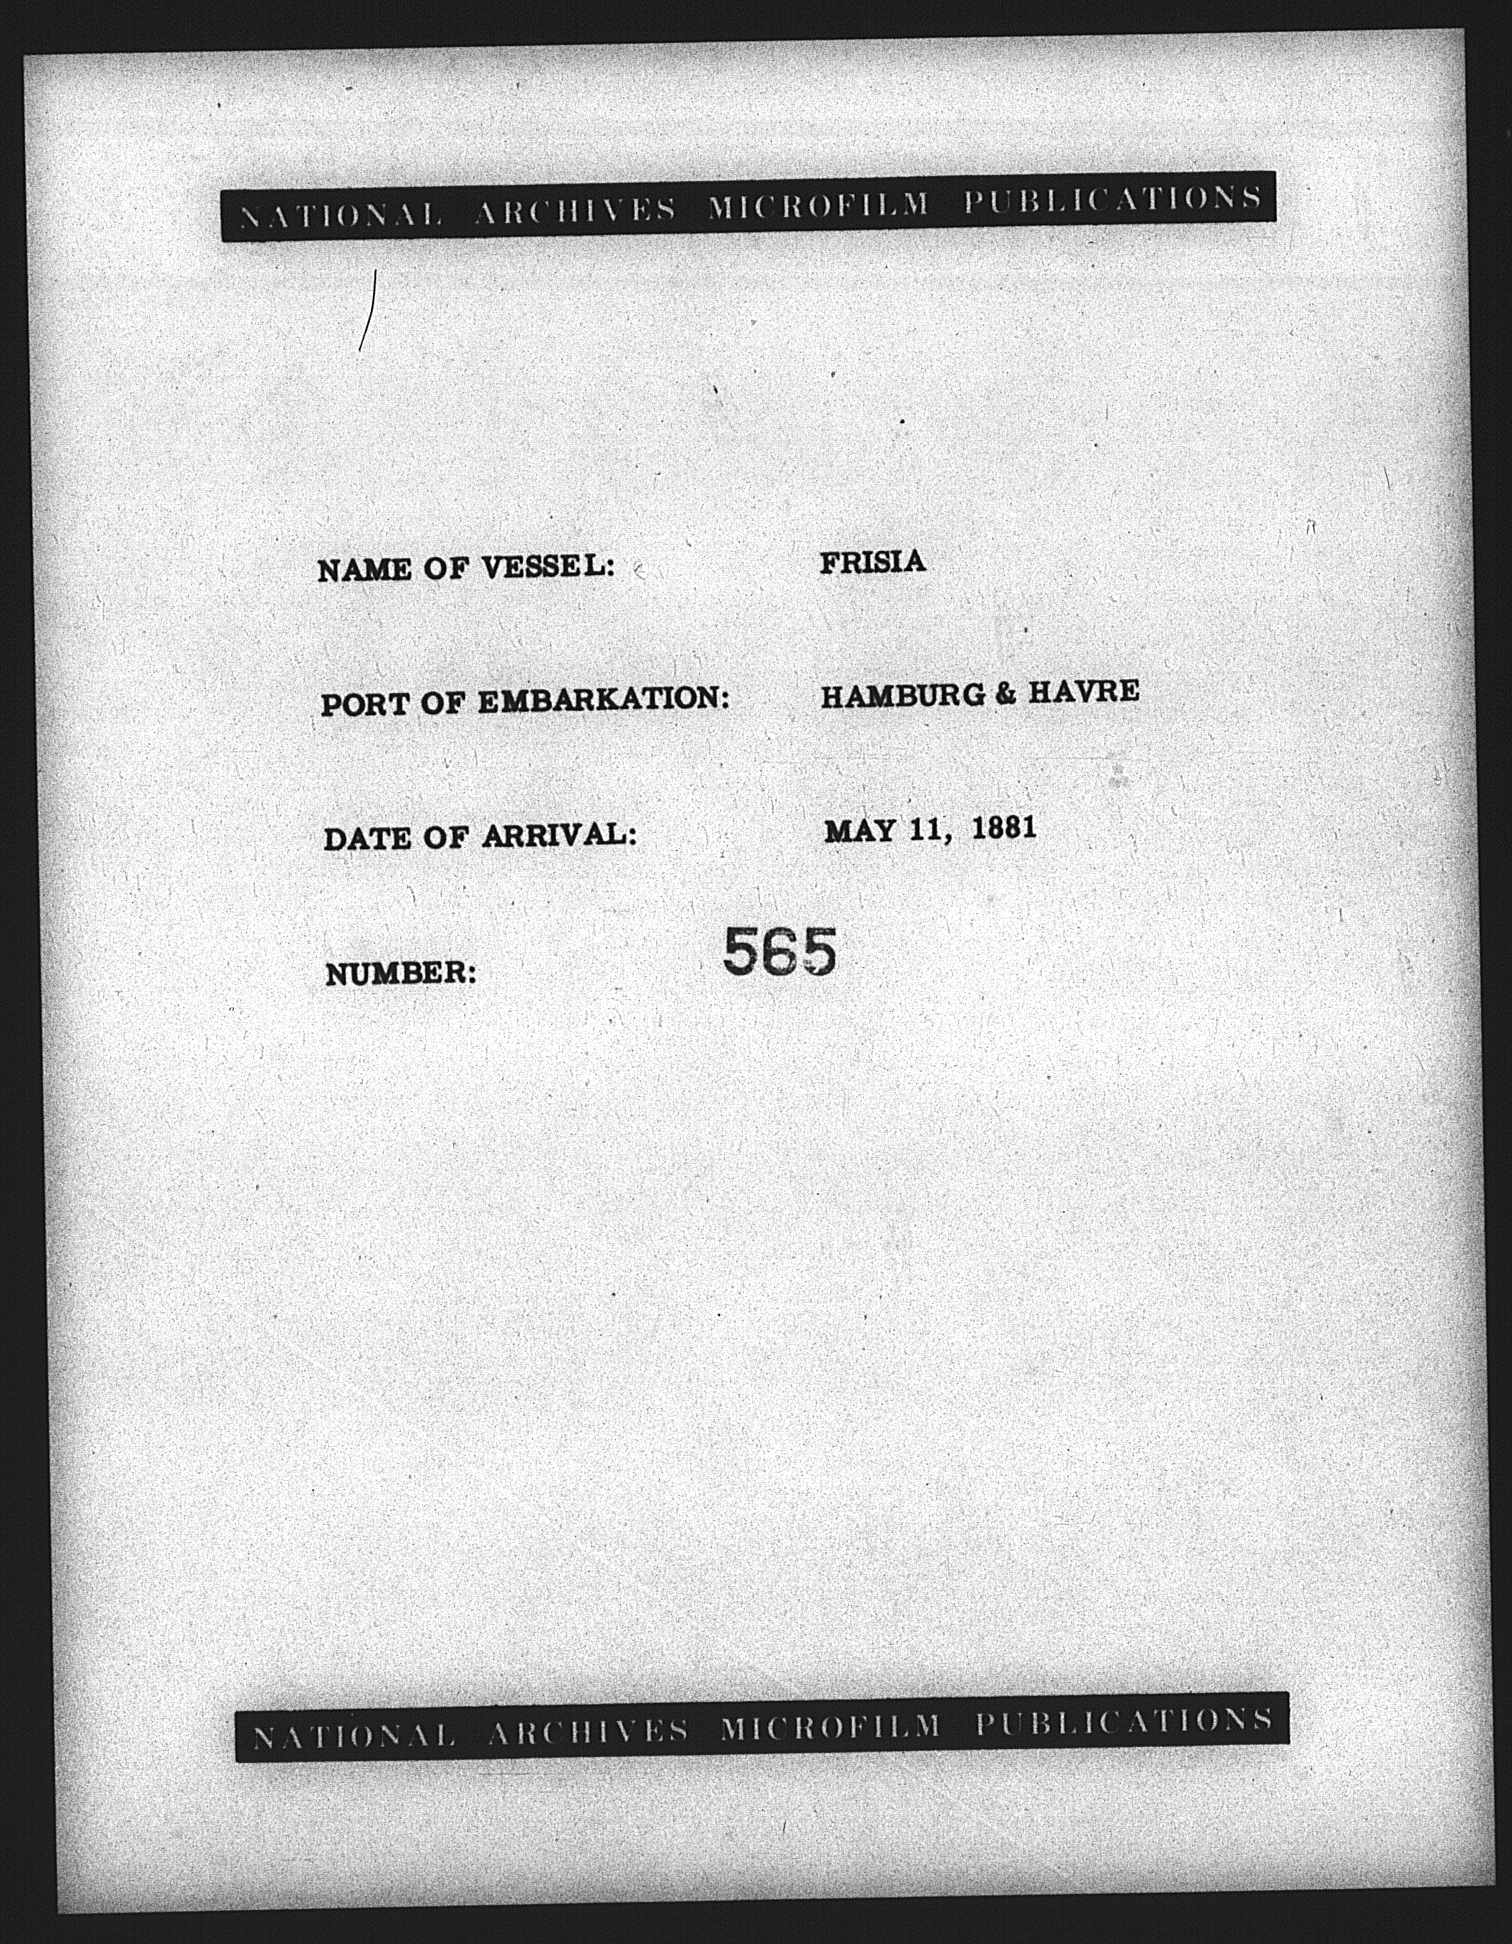 NATIONAL ARCHIVES MICROFILM PUBLICATIONS
NAME OF VESSEL: FRISIA
PORT OF EMBARKATION: HAMBURG & HAVRE
DATE OF ARRIVAL: MAY 11, 1881
NUMBER: 565
NATIONAL ARCHIVES MICROFILM PUBLICATIONS